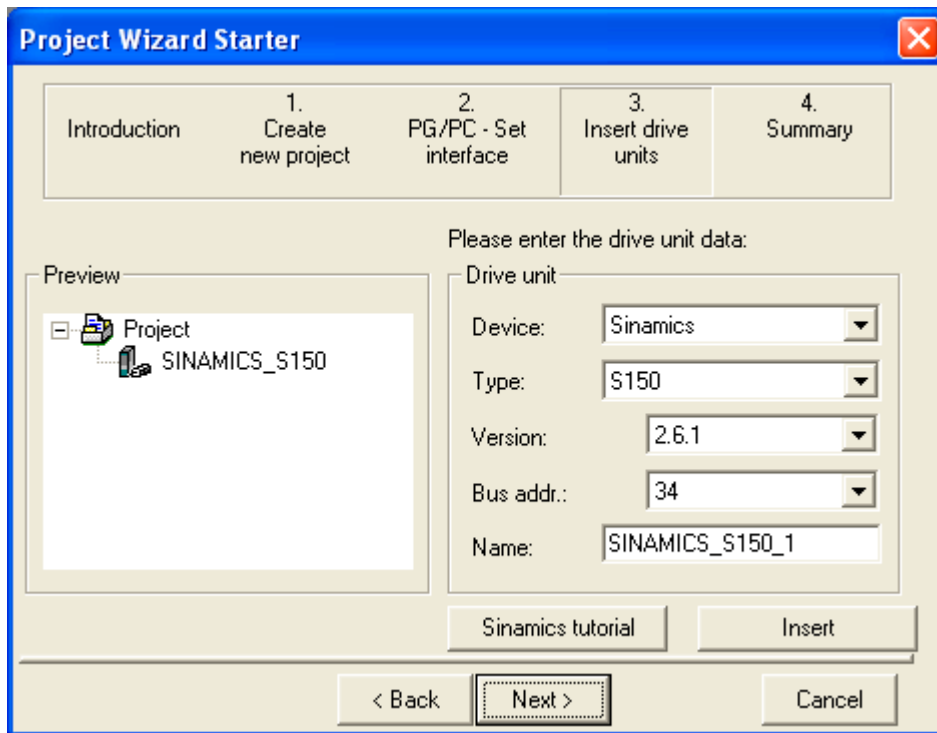 Project Wizard Starter
Introduction
1.
Create
new project
2.
PG/PC - Set
interface
3.
Insert drive
units
4.
Summary
Please enter the drive unit data:
Preview
Project
SINAMICS_S150
Drive unit
Device: Sinamics
Type: S150
Version: 2.6.1
Bus addr.: 34
Name: SINAMICS_S150_1
Sinamics tutorial
Insert
< Back
Next >
Cancel